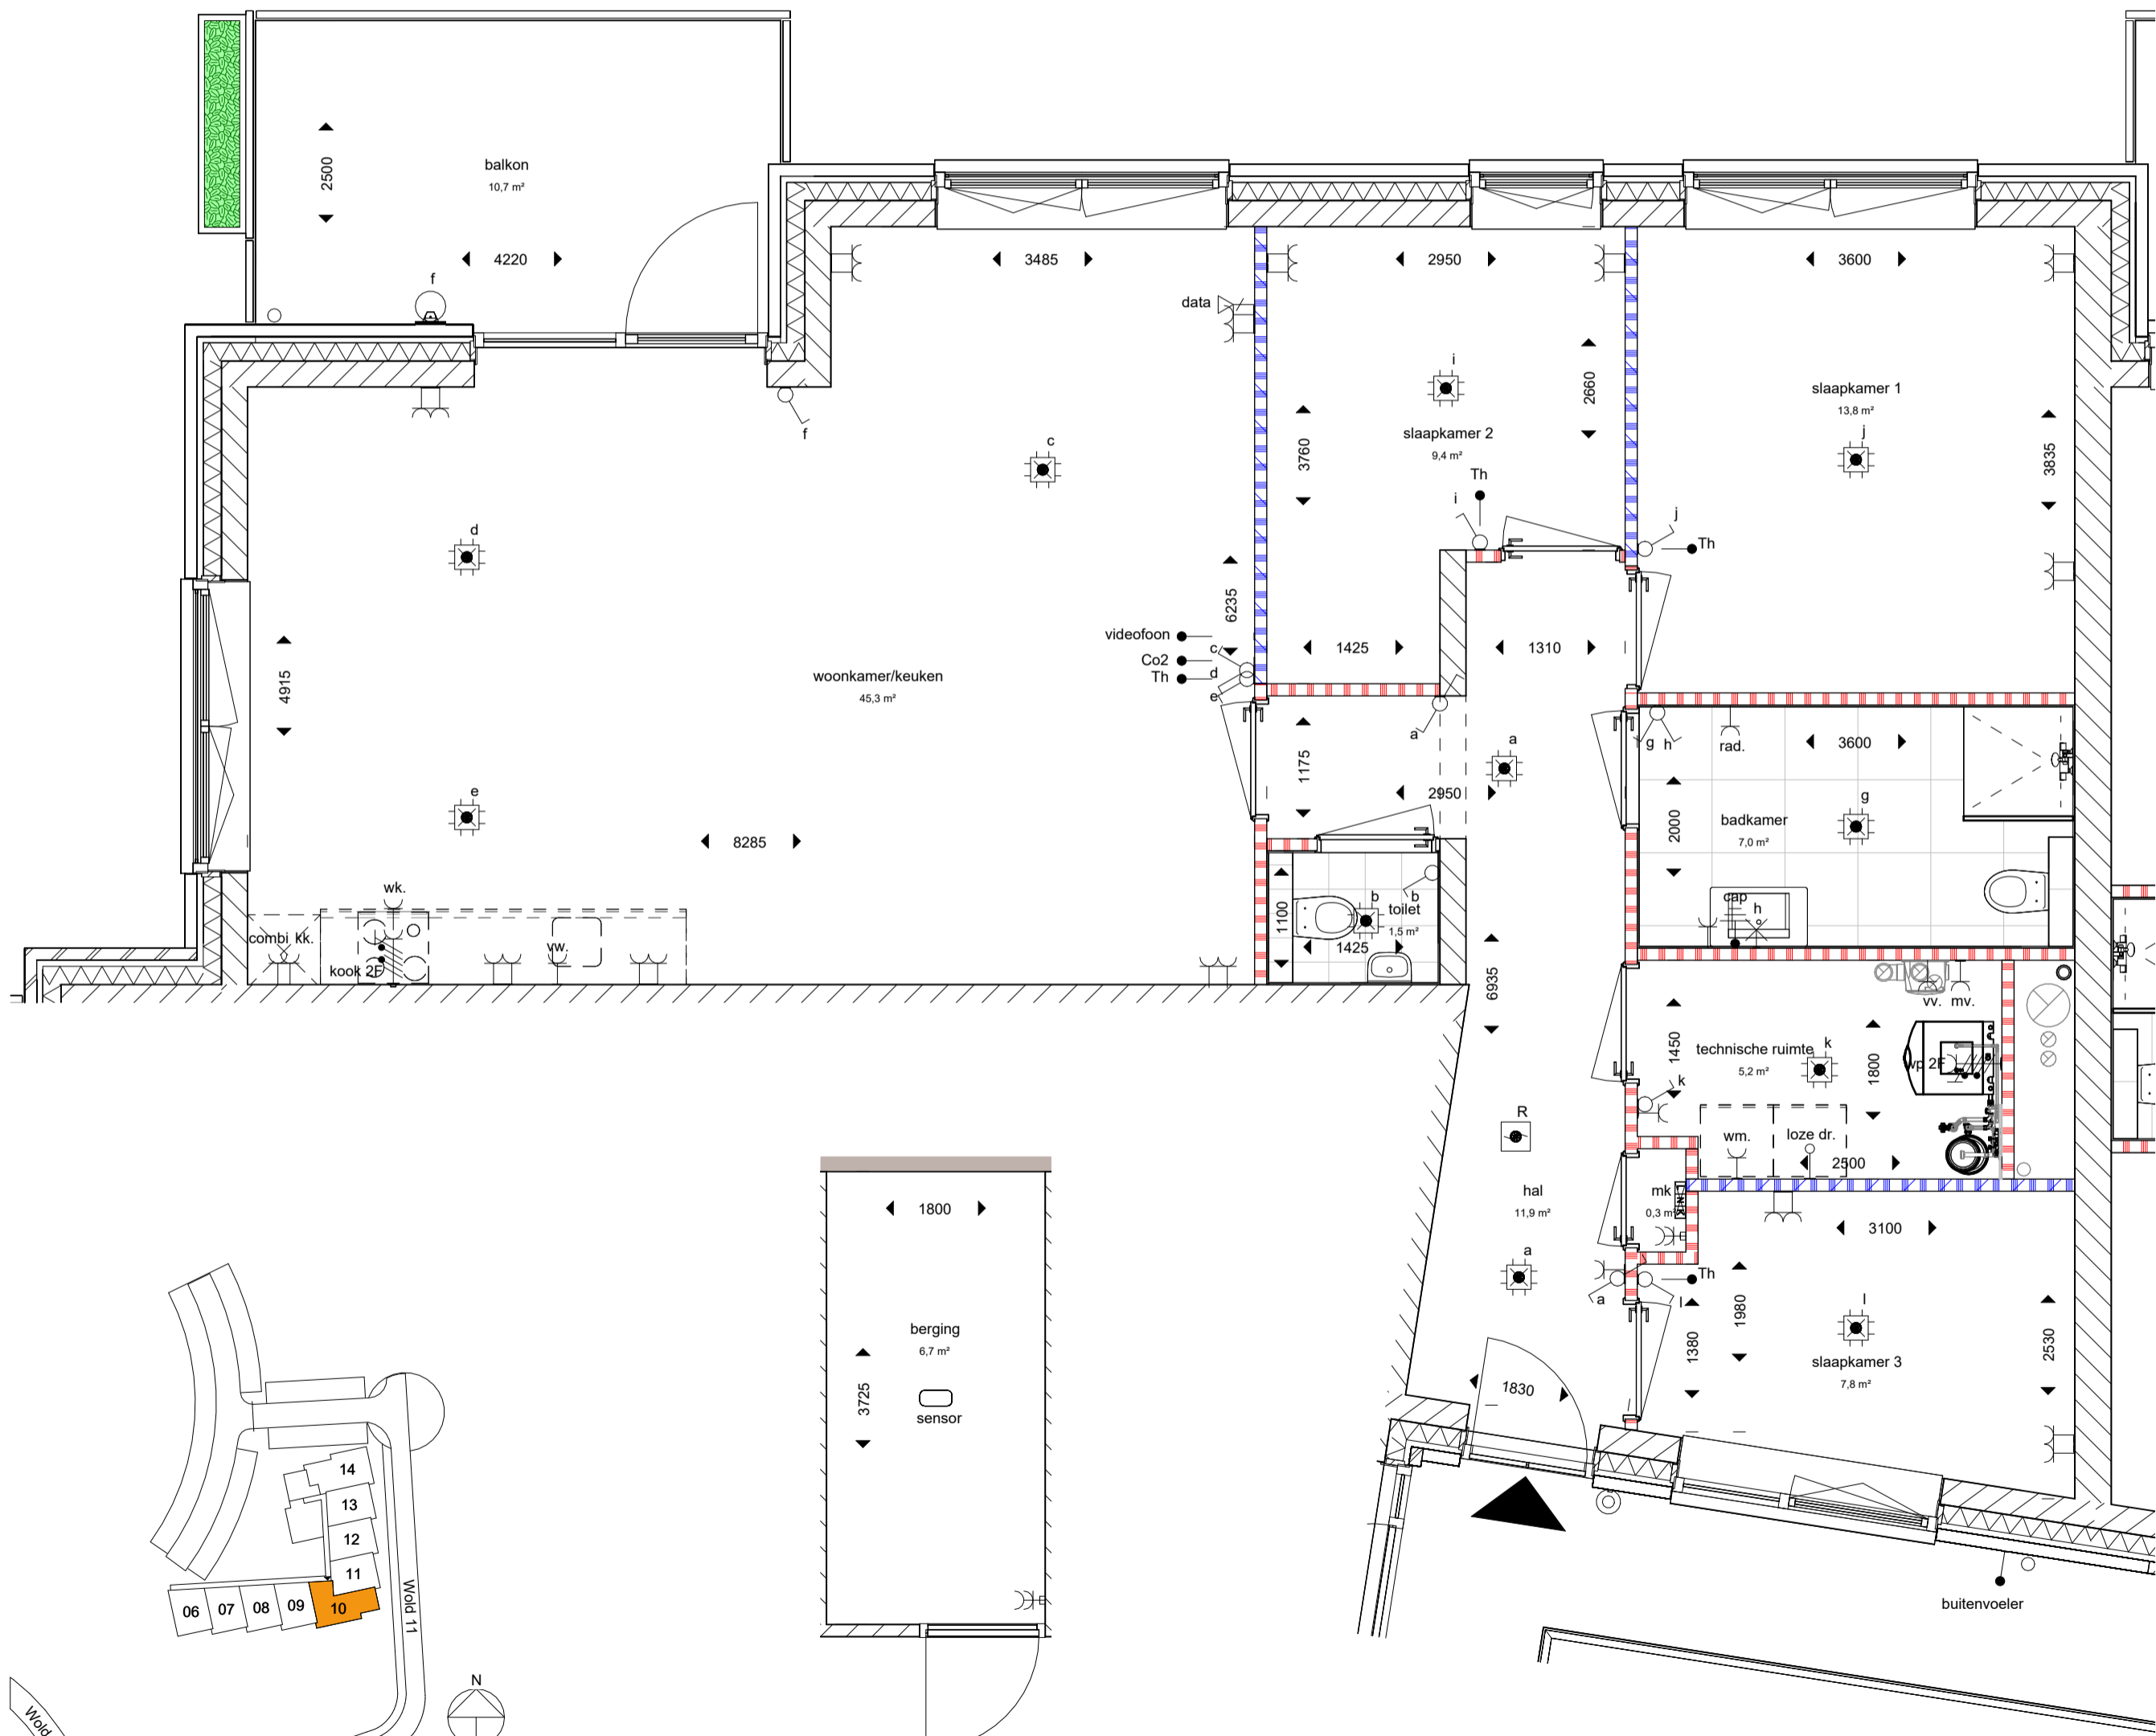 balkon
10,7 m²
2500
4220
f
3485
2950
3600
data
f
c
d
e
i
slaapkamer 2
9,4 m²
2660
3760
Th
i
slaapkamer 1
13,8 m²
j
3835
j
Th
6235
videofoon
Co2
Th
c
d
e
woonkamer/keuken
45,3 m²
4915
8285
1425
1310
a
a
1175
2950
g h
rad.
3600
2000
badkamer
7,0 m²
g
cap
h
wk.
combi kk.
kook 2F
vw.
1100
b
b
toilet
1,5 m²
1425
6935
1450
technische ruimte
5,2 m²
k
k
1800
vv. mv.
vp 2F
wm.
loze dr.
2500
R
hal
11,9 m²
mk
0,3 m²
a
a
l
Th
3100
1380
1980
l
slaapkamer 3
7,8 m²
2530
1830
buitenvoeler
1800
berging
6,7 m²
3725
sensor
14
13
12
11
10
09
08
07
06
Wold 11
Wold
N